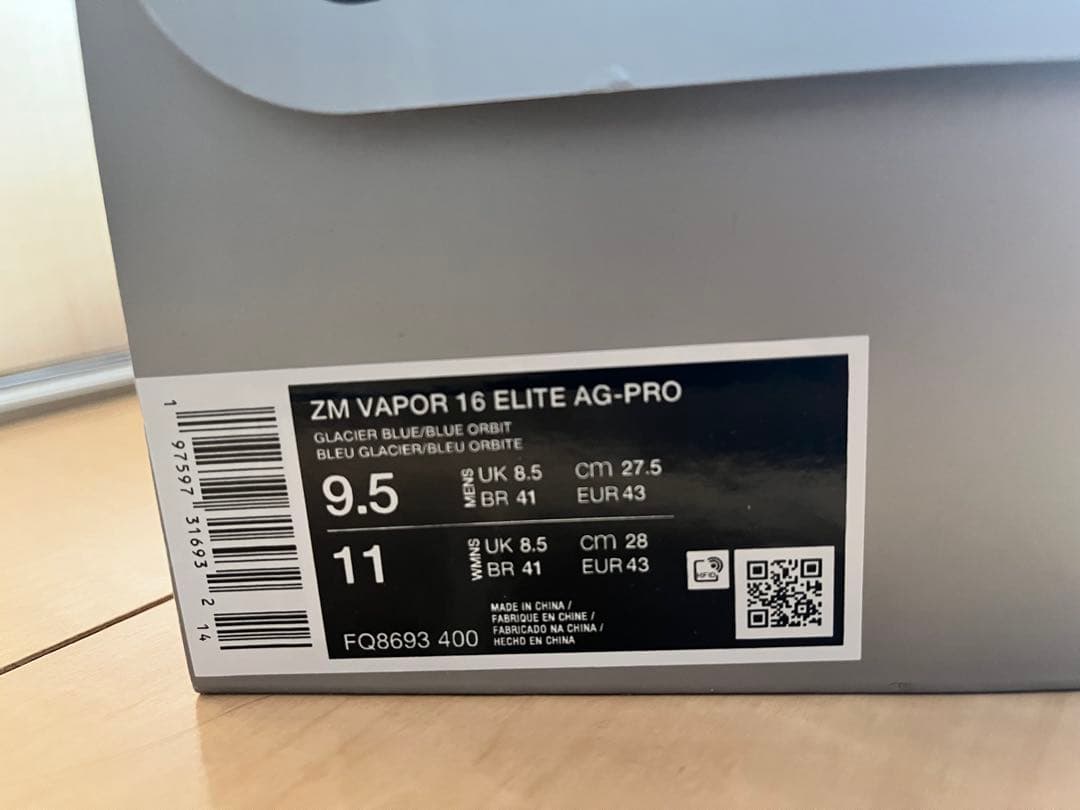 ZM VAPOR 16 ELITE AG-PRO
GLACIER BLUE/BLUE ORBIT
BLEU GLACIER/BLEU ORBITE
9.5 MENS UK 8.5 cm 27.5
BR 41 EUR 43
11 WMNS UK 8.5 cm 28
BR 41 EUR 43
RFID
MADE IN CHINA /
FABRIQUE EN CHINE /
FABRICADO NA CHINA /
HECHO EN CHINA
FQ8693 400
1 97597 31693 2 14